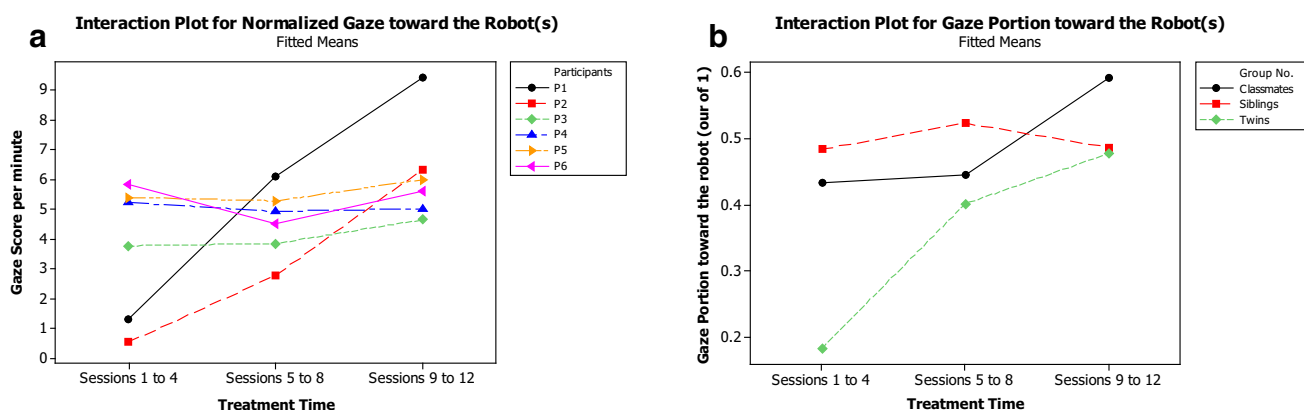 a
Interaction Plot for Normalized Gaze toward the Robot(s)
Fitted Means
Gaze Score per minute
9
8
7
6
5
4
3
2
1
0
Sessions 1 to 4
Sessions 5 to 8
Sessions 9 to 12
Treatment Time
Participants
P1
P2
P3
P4
P5
P6
b
Interaction Plot for Gaze Portion toward the Robot(s)
Fitted Means
Gaze Portion toward the robot (our of 1)
0.6
0.5
0.4
0.3
0.2
Sessions 1 to 4
Sessions 5 to 8
Sessions 9 to 12
Treatment Time
Group No.
Classmates
Siblings
Twins